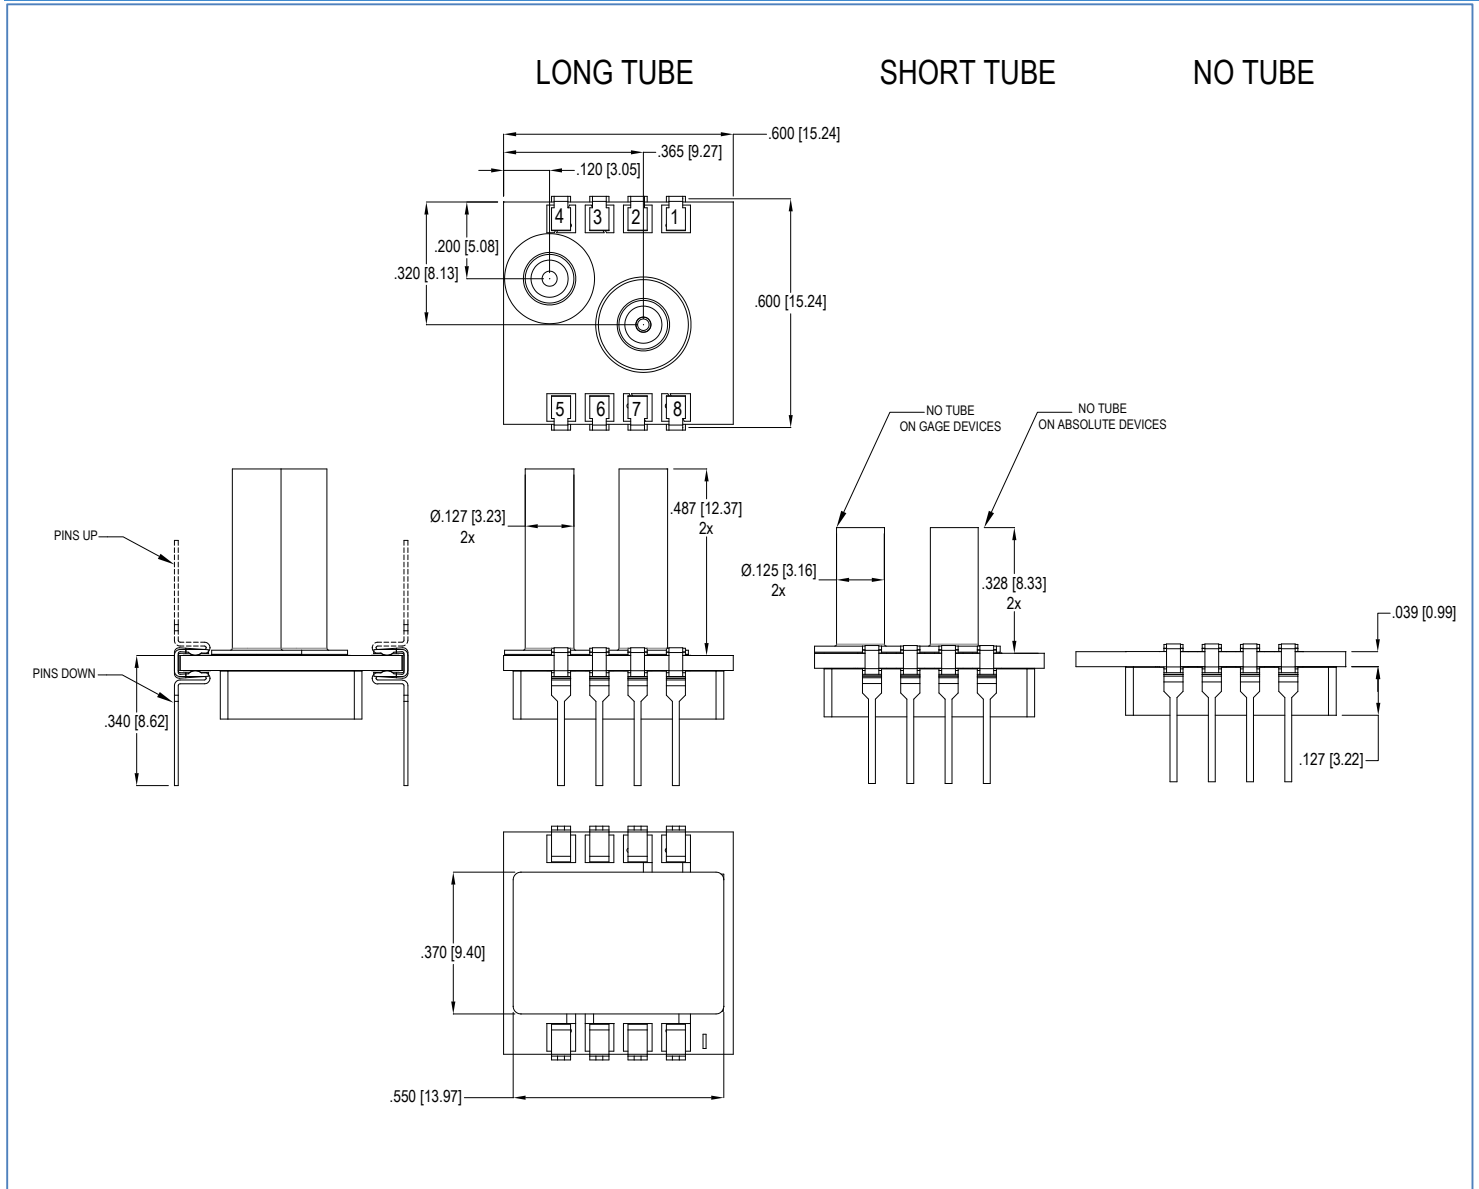 LONG TUBE
SHORT TUBE
NO TUBE
.600 [15.24]
.365 [9.27]
.120 [3.05]
4
3
2
1
.200 [5.08]
.320 [8.13]
.600 [15.24]
5
6
7
8
NO TUBE
ON GAGE DEVICES
NO TUBE
ON ABSOLUTE DEVICES
PINS UP
Ø.127 [3.23]
2x
.487 [12.37]
2x
Ø.125 [3.16]
2x
.328 [8.33]
2x
.039 [0.99]
PINS DOWN
.340 [8.62]
.127 [3.22]
.370 [9.40]
.550 [13.97]